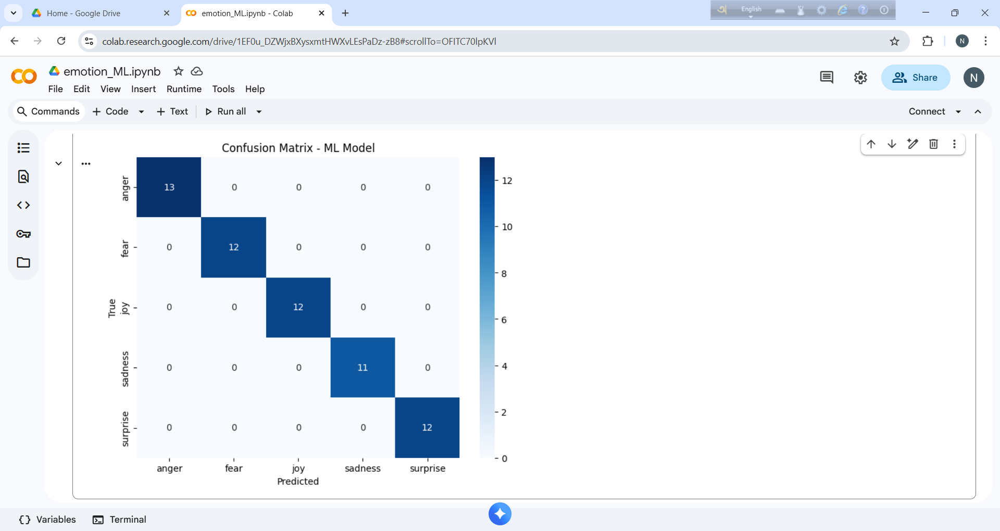 Home - Google Drive
emotion_ML.ipynb - Colab
অ
English
N
colab.research.google.com/drive/1EF0u_DZWjxBXysxmtHWXvLEsPaDz-zB8#scrollTo=OFITC70lpKVl
emotion_ML.ipynb
File Edit View Insert Runtime Tools Help
Share
N
Commands + Code + Text Run all
Connect
Confusion Matrix - ML Model
anger 13 0 0 0 0
fear 0 12 0 0 0
True
joy 0 0 12 0 0
sadness 0 0 0 11 0
surprise 0 0 0 0 12
anger fear joy sadness surprise
Predicted
12
10
8
6
4
2
0
Variables Terminal